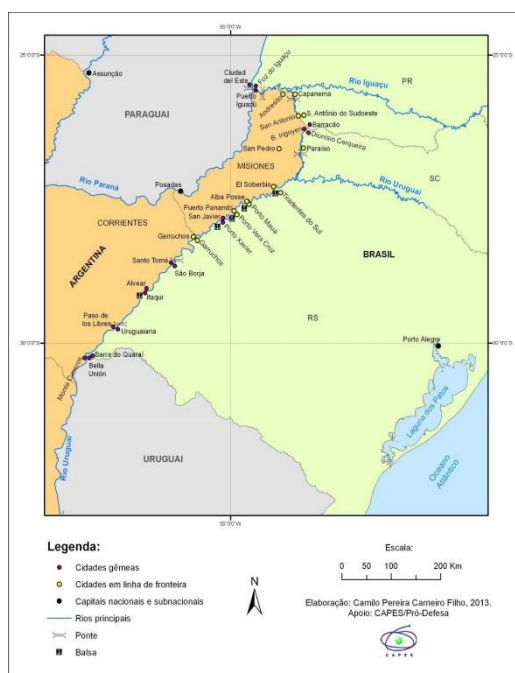 55°0'0"W
25°0'0"S
25°0'0"S
Assunção
Ciudad
del Este
Foz do Iguaçu
Puerto
Iguazú
Rio Iguaçu
PR
Andresito
Capanema
PARAGUAI
San Antonio
S. Antônio do Sudoeste
Barracão
B. Irigoyen
Dionísio Cerqueira
San Pedro
Paraíso
MISIONES
SC
Rio Paraná
Posadas
El Soberbio
Rio Uruguai
Alba Posse
Tiradentes do Sul
Puerto Panambí
Porto Mauá
San Javier
Porto Vera Cruz
Porto Xavier
CORRIENTES
Garruchos
Garruchos
BRASIL
ARGENTINA
Santo Tomé
São Borja
Alvear
Itaqui
RS
Paso de
los Libres
Uruguaiana
30°0'0"S
30°0'0"S
Porto Alegre
Monte Caseros
Barra do Quaraí
Bella
Unión
Laguna dos Patos
Rio Uruguai
URUGUAI
Oceano
Atlântico
55°0'0"W
Legenda:
Cidades gêmeas
Cidades em linha de fronteira
Capitais nacionais e subnacionais
Rios principais
Ponte
Balsa
N
Escala:
0 50 100 200 Km
Elaboração: Camilo Pereira Carneiro Filho, 2013.
Apoio: CAPES/Pró-Defesa
CAPES